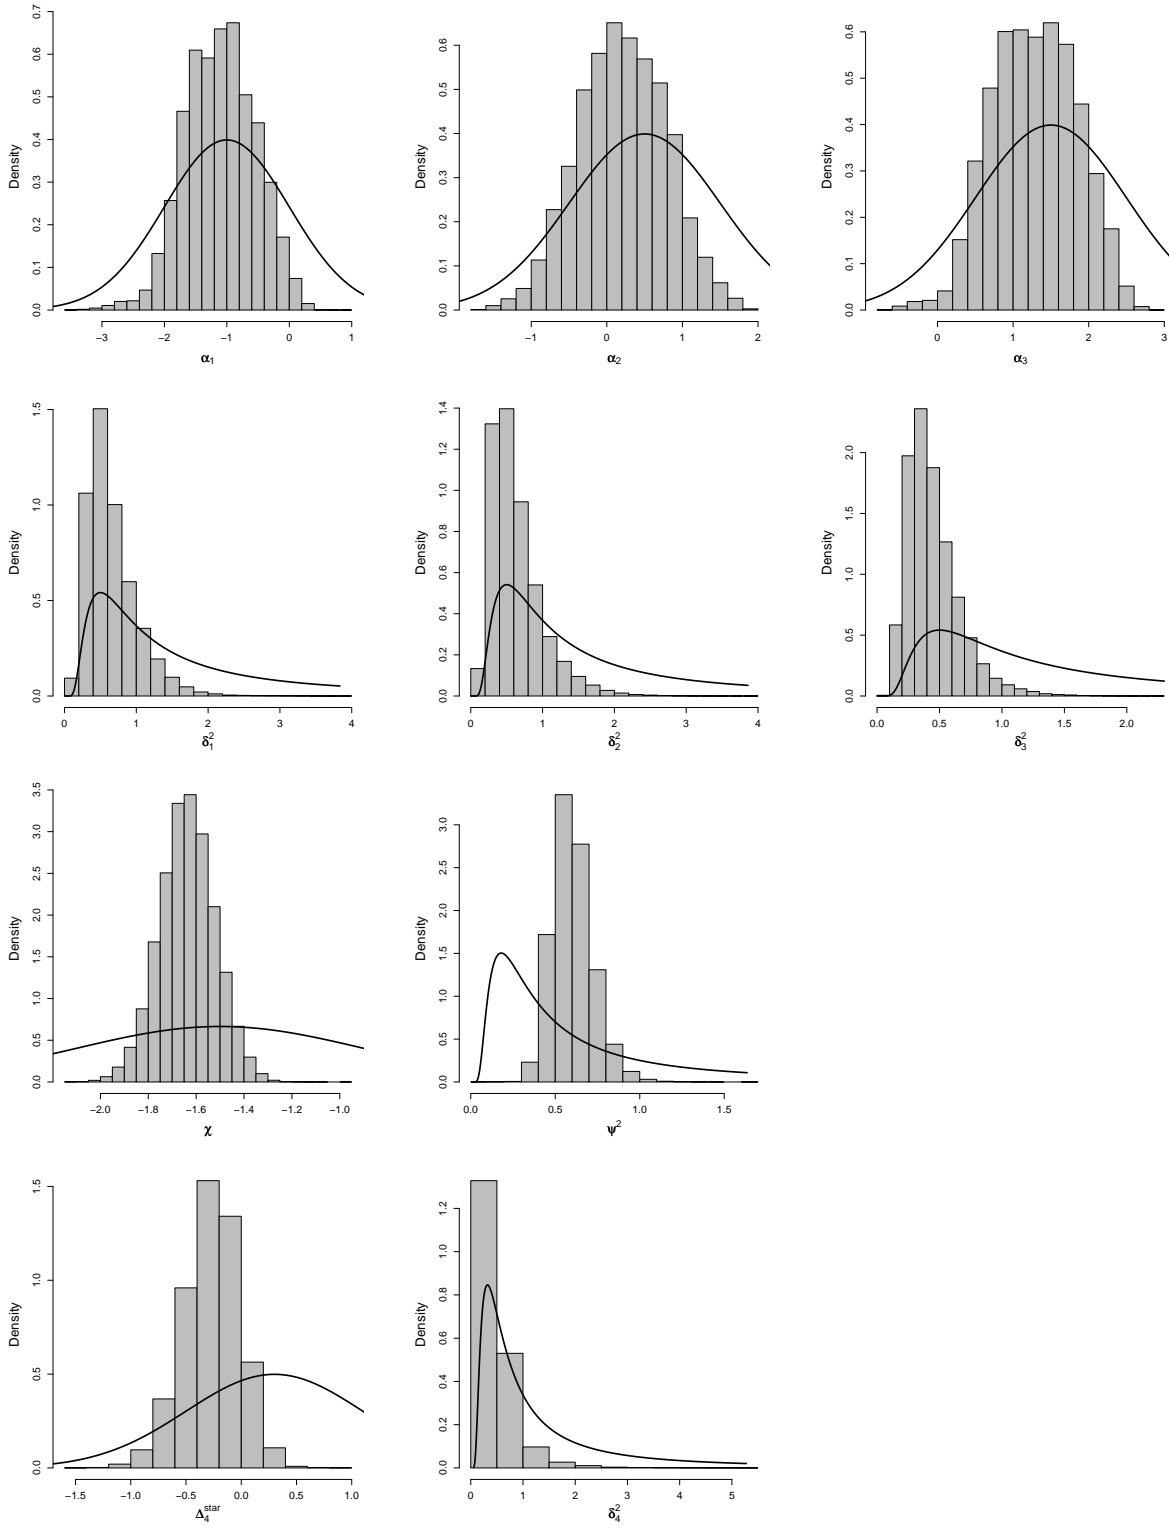 Density
0.0 0.1 0.2 0.3 0.4 0.5 0.6 0.7
−3 −2 −1 0 1
α1
Density
0.0 0.1 0.2 0.3 0.4 0.5 0.6
−1 0 1 2
α2
Density
0.0 0.1 0.2 0.3 0.4 0.5 0.6
0 1 2 3
α3
Density
0.0 0.5 1.0 1.5
0 1 2 3 4
δ₁²
Density
0.0 0.2 0.4 0.6 0.8 1.0 1.2 1.4
0 1 2 3 4
δ₂²
Density
0.0 0.5 1.0 1.5 2.0
0.0 0.5 1.0 1.5 2.0
δ₃²
Density
0.0 0.5 1.0 1.5 2.0 2.5 3.0 3.5
−2.0 −1.8 −1.6 −1.4 −1.2 −1.0
χ
Density
0.0 0.5 1.0 1.5 2.0 2.5 3.0
0.0 0.5 1.0 1.5
ψ²
Density
0.0 0.5 1.0 1.5
−1.5 −1.0 −0.5 0.0 0.5 1.0
Δ₄star
Density
0.0 0.2 0.4 0.6 0.8 1.0 1.2
0 1 2 3 4 5
δ₄²